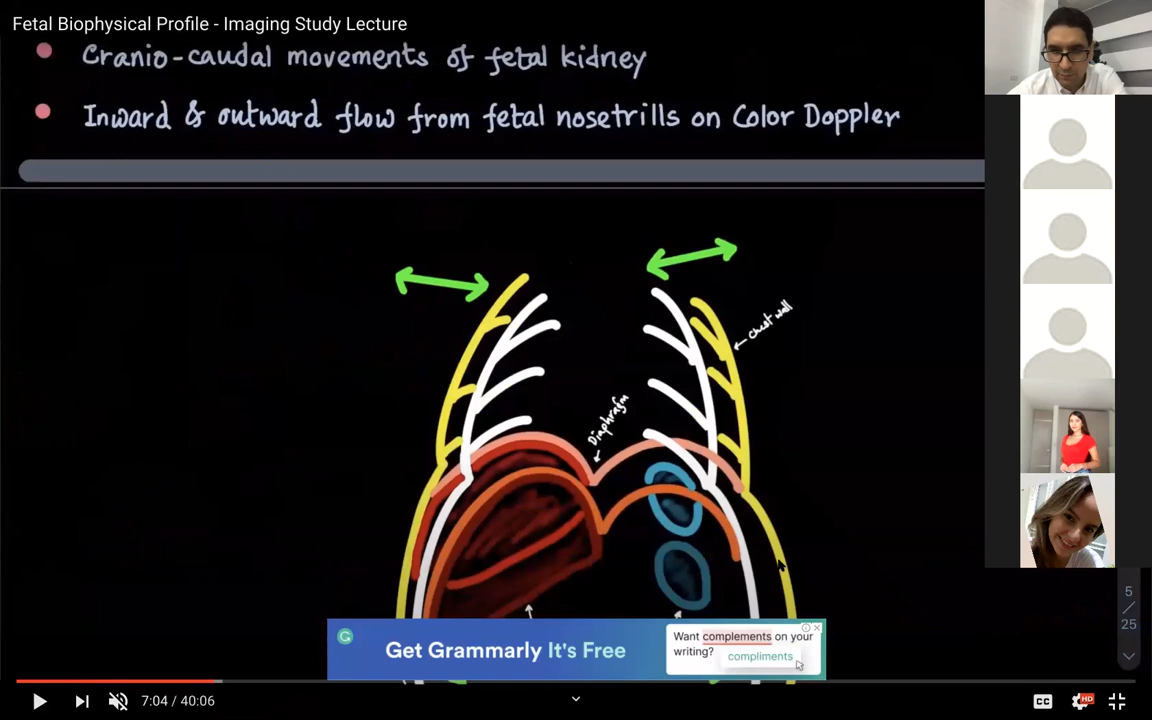 Fetal Biophysical Profile - Imaging Study Lecture
Cranio-caudal movements of fetal kidney
Inward & outward flow from fetal nosetrills on Color Doppler
chest wall
Diaphragm
5
/
25
G
Get Grammarly It's Free
Want complements on your
writing?
compliments
7:04 / 40:06
CC
HD